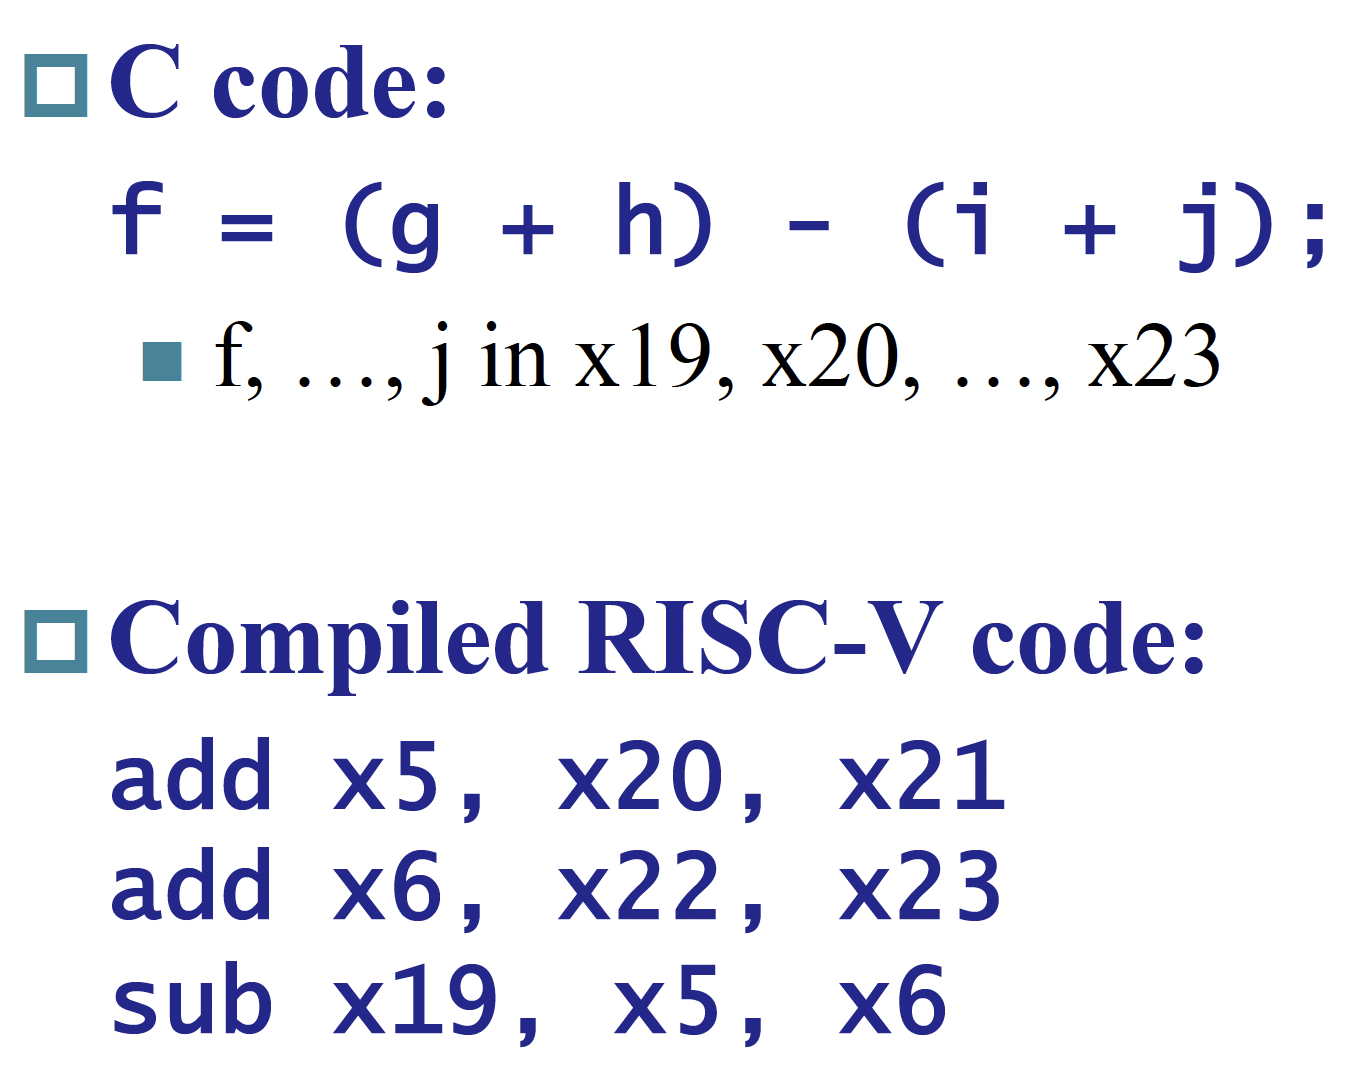 C code:
f = (g + h) - (i + j);
f, …, j in x19, x20, …, x23
Compiled RISC-V code:
add x5, x20, x21
add x6, x22, x23
sub x19, x5, x6